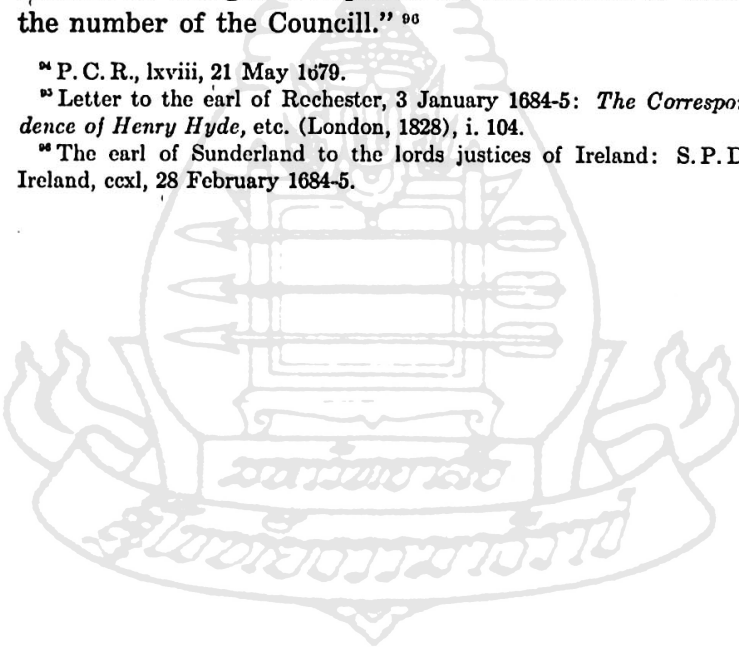 the number of the Councill." 96
94 P. C. R., lxviii, 21 May 1679.
95 Letter to the earl of Rochester, 3 January 1684-5: The Correspo
dence of Henry Hyde, etc. (London, 1828), i. 104.
96 The earl of Sunderland to the lords justices of Ireland: S. P. D
Ireland, ccxl, 28 February 1684-5.